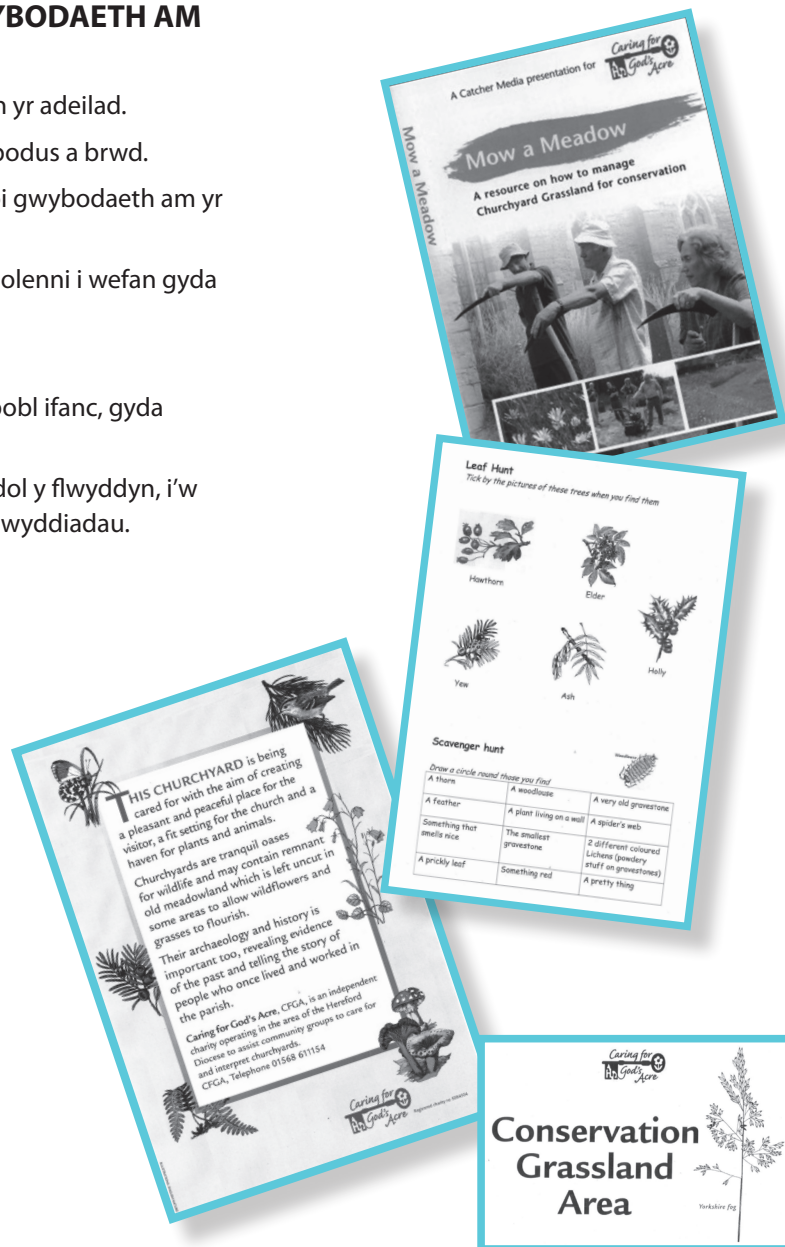 YBODAETH AM
n yr adeilad.
bodus a brwd.
i gwybodaeth am yr
olenni i wefan gyda
pobl ifanc, gyda
dol y flwyddyn, i'w
wyddiadau.
A Catcher Media presentation for
Caring for
God's
Acre
Mow a Meadow
Mow a Meadow
A resource on how to manage
Churchyard Grassland for conservation
Leaf Hunt
Tick by the pictures of these trees when you find them
Hawthorn
Elder
Holly
Yew
Ash
Scavenger hunt
Draw a circle round those you find
A thorn
A woodlouse
A very old gravestone
A feather
A plant living on a wall
A spider's web
Something that
smells nice
The smallest
gravestone
2 different coloured
Lichens (powdery
stuff on gravestones)
A prickly leaf
Something red
A pretty thing
THIS CHURCHYARD is being
cared for with the aim of creating
a pleasant and peaceful place for the
visitor, a fit setting for the church and a
haven for plants and animals.
Churchyards are tranquil oases
for wildlife and may contain remnant
old meadowland which is left uncut in
some areas to allow wildflowers and
grasses to flourish.
Their archaeology and history is
important too, revealing evidence
of the past and telling the story of
people who once lived and worked in
the parish.
Caring for God's Acre, CFGA, is an independent
charity operating in the area of the Hereford
Diocese to assist community groups to care for
and interpret churchyards.
CFGA, Telephone 01568 611154
Caring for
God's
Acre
Caring for
God's
Acre
Conservation
Grassland
Area
Yorkshire fog